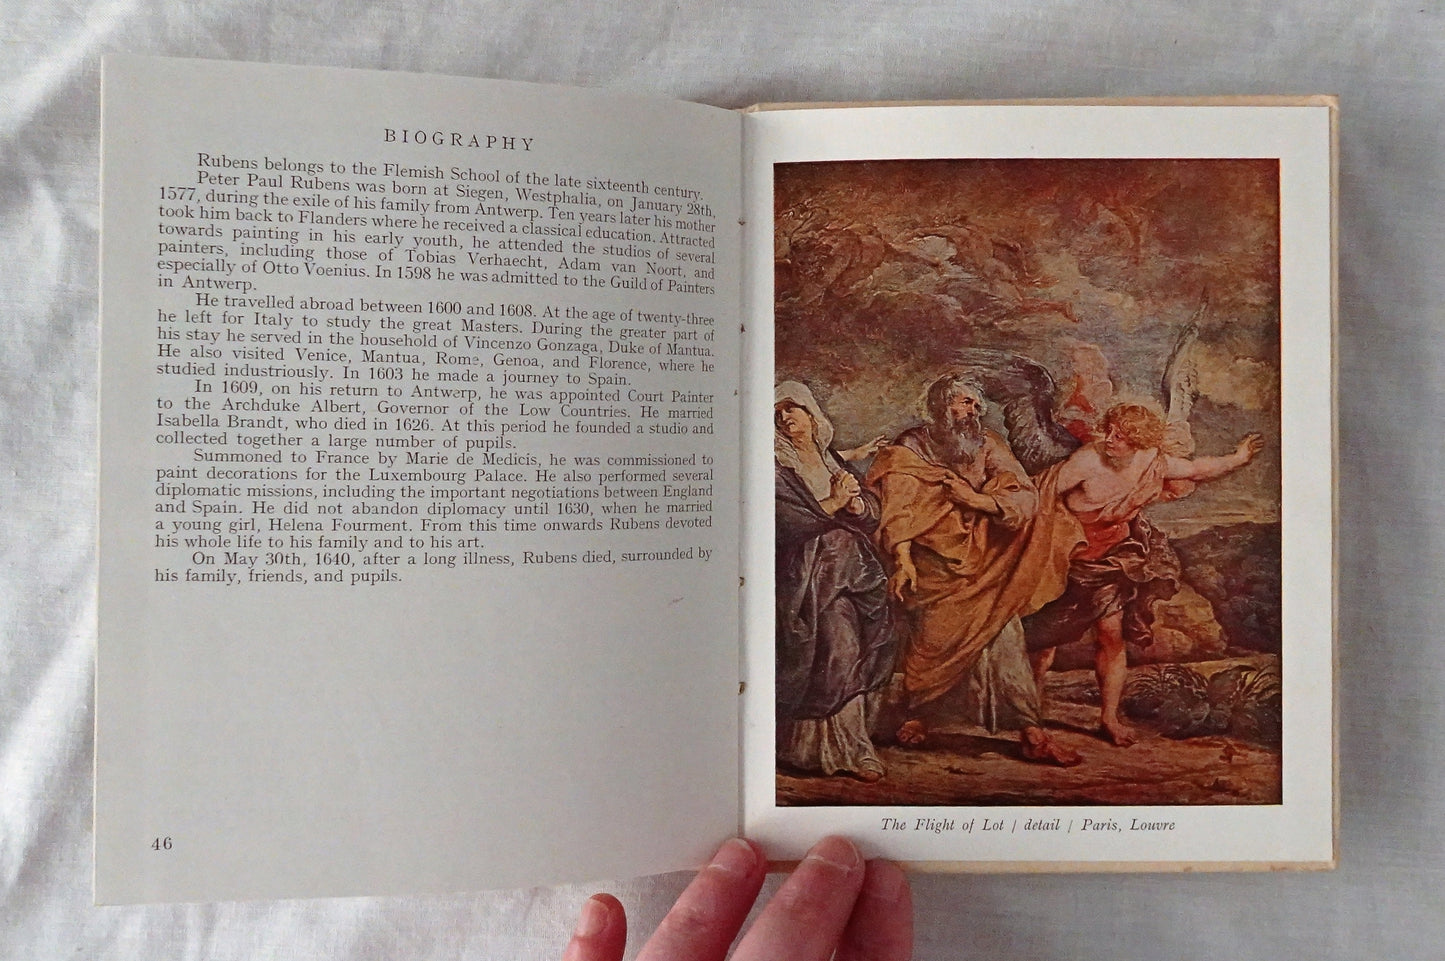 BIOGRAPHY
Rubens belongs to the Flemish School of the late sixteenth century.
Peter Paul Rubens was born at Siegen, Westphalia, on January 28th,
1577, during the exile of his family from Antwerp. Ten years later his mother
took him back to Flanders where he received a classical education. Attracted
towards painting in his early youth, he attended the studios of several
painters, including those of Tobias Verhaecht, Adam van Noort, and
especially of Otto Voenius. In 1598 he was admitted to the Guild of Painters
in Antwerp.
He travelled abroad between 1600 and 1608. At the age of twenty-three
he left for Italy to study the great Masters. During the greater part of
his stay he served in the household of Vincenzo Gonzaga, Duke of Mantua.
He also visited Venice, Mantua, Rome, Genoa, and Florence, where he
studied industriously. In 1603 he made a journey to Spain.
In 1609, on his return to Antwerp, he was appointed Court Painter
to the Archduke Albert, Governor of the Low Countries. He married
Isabella Brandt, who died in 1626. At this period he founded a studio and
collected together a large number of pupils.
Summoned to France by Marie de Medicis, he was commissioned to
paint decorations for the Luxembourg Palace. He also performed several
diplomatic missions, including the important negotiations between England
and Spain. He did not abandon diplomacy until 1630, when he married
a young girl, Helena Fourment. From this time onwards Rubens devoted
his whole life to his family and to his art.
On May 30th, 1640, after a long illness, Rubens died, surrounded by
his family, friends, and pupils.
46
The Flight of Lot / detail / Paris, Louvre